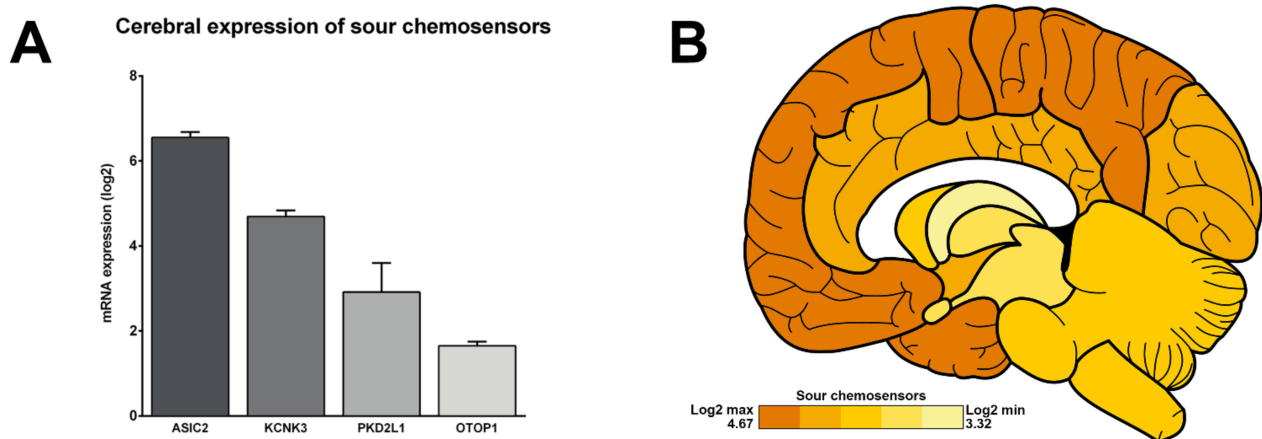 A
Cerebral expression of sour chemosensors
mRNA expression (log2)
8
6
4
2
0
ASIC2 KCNK3 PKD2L1 OTOP1
B
Sour chemosensors
Log2 max Log2 min
4.67 3.32